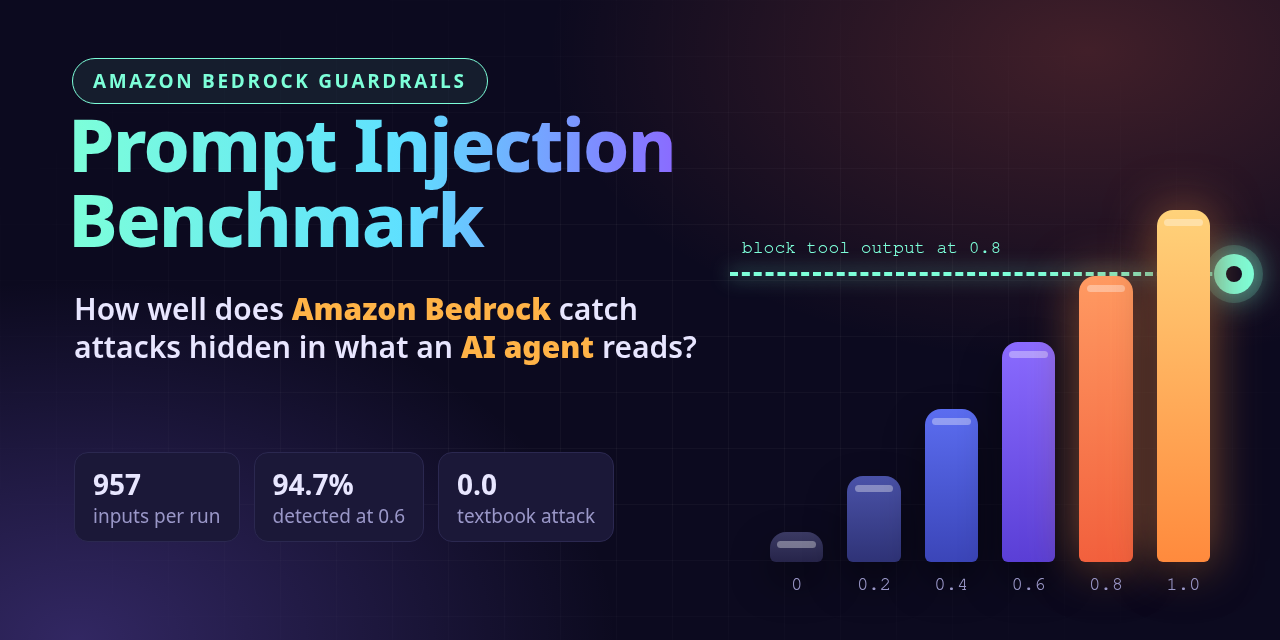 AMAZON BEDROCK GUARDRAILS
Prompt Injection
Benchmark
How well does Amazon Bedrock catch
attacks hidden in what an AI agent reads?
957
inputs per run
94.7%
detected at 0.6
0.0
textbook attack
block tool output at 0.8
0 0.2 0.4 0.6 0.8 1.0